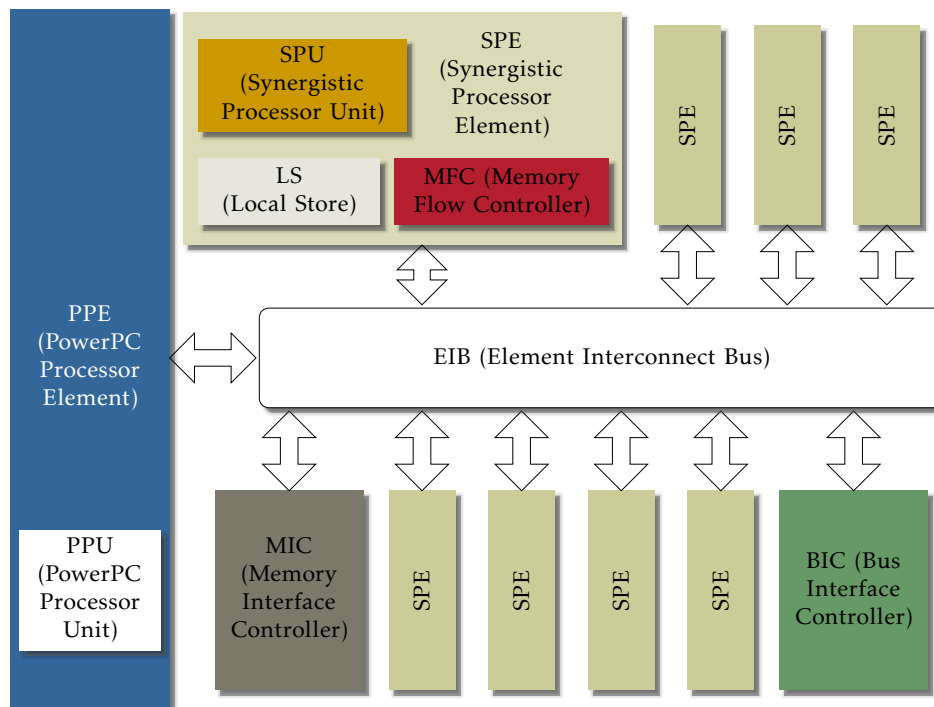 SPU
(Synergistic
Processor Unit)
SPE
(Synergistic
Processor
Element)
LS
(Local Store)
MFC (Memory
Flow Controller)
SPE
SPE
SPE
PPE
(PowerPC
Processor
Element)
EIB (Element Interconnect Bus)
PPU
(PowerPC
Processor
Unit)
MIC
(Memory
Interface
Controller)
SPE
SPE
SPE
SPE
BIC (Bus
Interface
Controller)